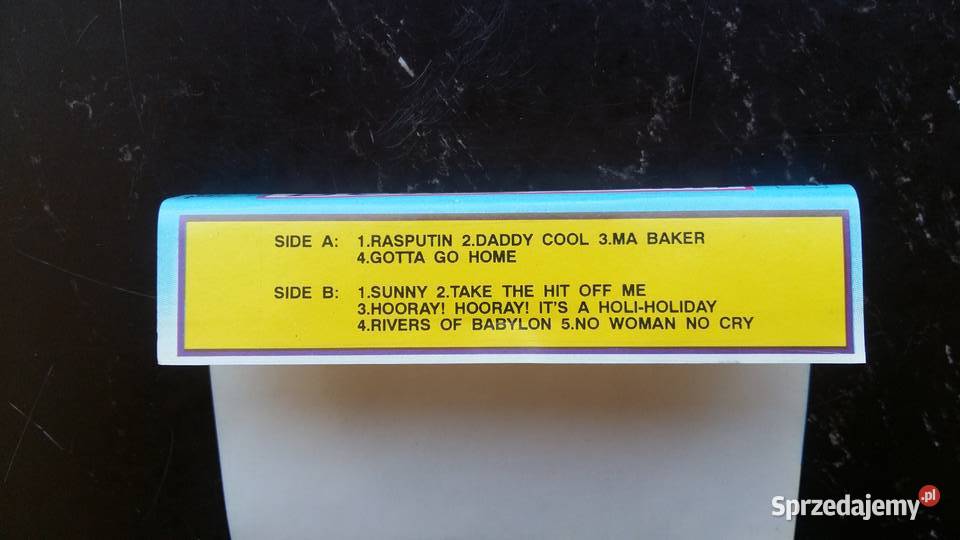 SIDE A: 1.RASPUTIN 2.DADDY COOL 3.MA BAKER
4.GOTTA GO HOME
SIDE B: 1.SUNNY 2.TAKE THE HIT OFF ME
3.HOORAY! HOORAY! IT'S A HOLI-HOLIDAY
4.RIVERS OF BABYLON 5.NO WOMAN NO CRY
Sprzedajemy.pl